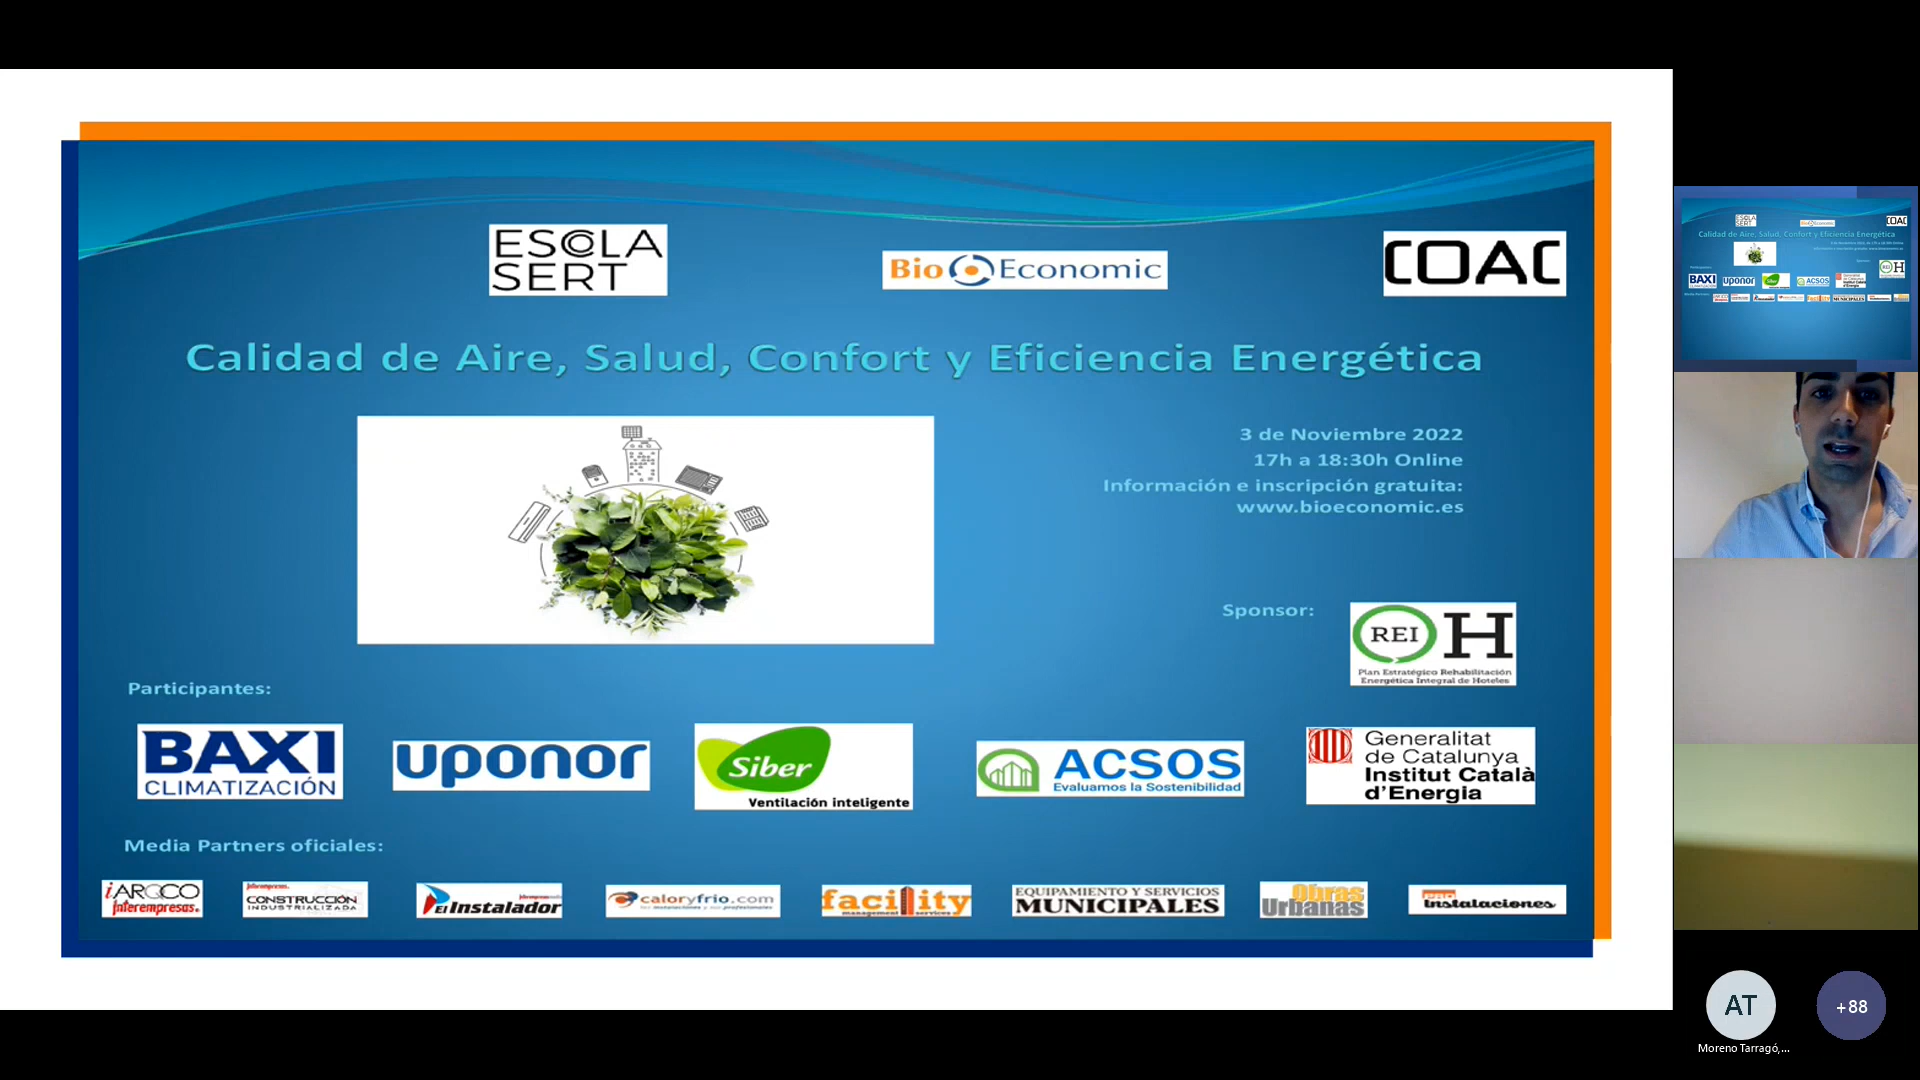 ESCOLA
SERT
BioEconomic
COAC
Calidad de Aire, Salud, Confort y Eficiencia Energética
3 de Noviembre 2022
17h a 18:30h Online
Información e inscripción gratuita:
www.bioeconomic.es
Sponsor:
REI H
Plan Estratégico Rehabilitación
Energética Integral de Hoteles
Participantes:
BAXI
CLIMATIZACIÓN
uponor
Siber
Ventilación inteligente
ACSOS
Evaluamos la Sostenibilidad
Generalitat
de Catalunya
Institut Català
d'Energia
Media Partners oficiales:
iARQCO
Interempresas.
CONSTRUCCIÓN
INDUSTRIALIZADA
El Instalador
caloryfrio.com
facility
management services
EQUIPAMIENTO Y SERVICIOS
MUNICIPALES
Obras
Urbanas
Instalaciones
AT
+88
Moreno Tarragó,...